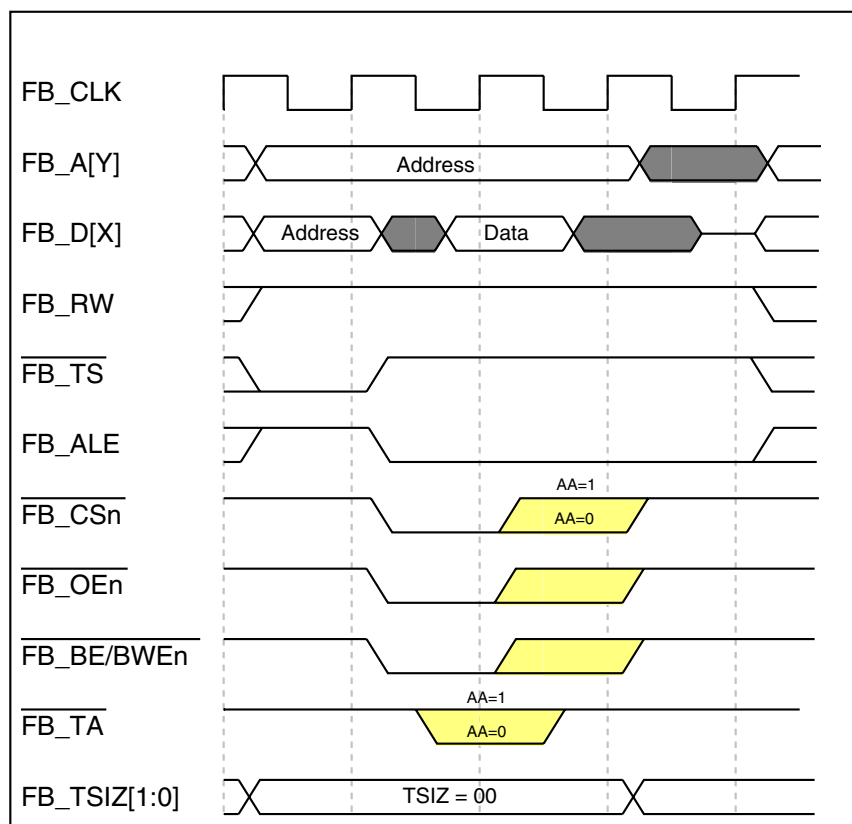 FB_CLK
FB_A[Y]
Address
FB_D[X]
Address
Data
FB_RW
FB_TS
FB_ALE
AA=1
FB_CSn
AA=0
FB_OEn
FB_BE/BWEn
AA=1
FB_TA
AA=0
FB_TSIZ[1:0]
TSIZ = 00